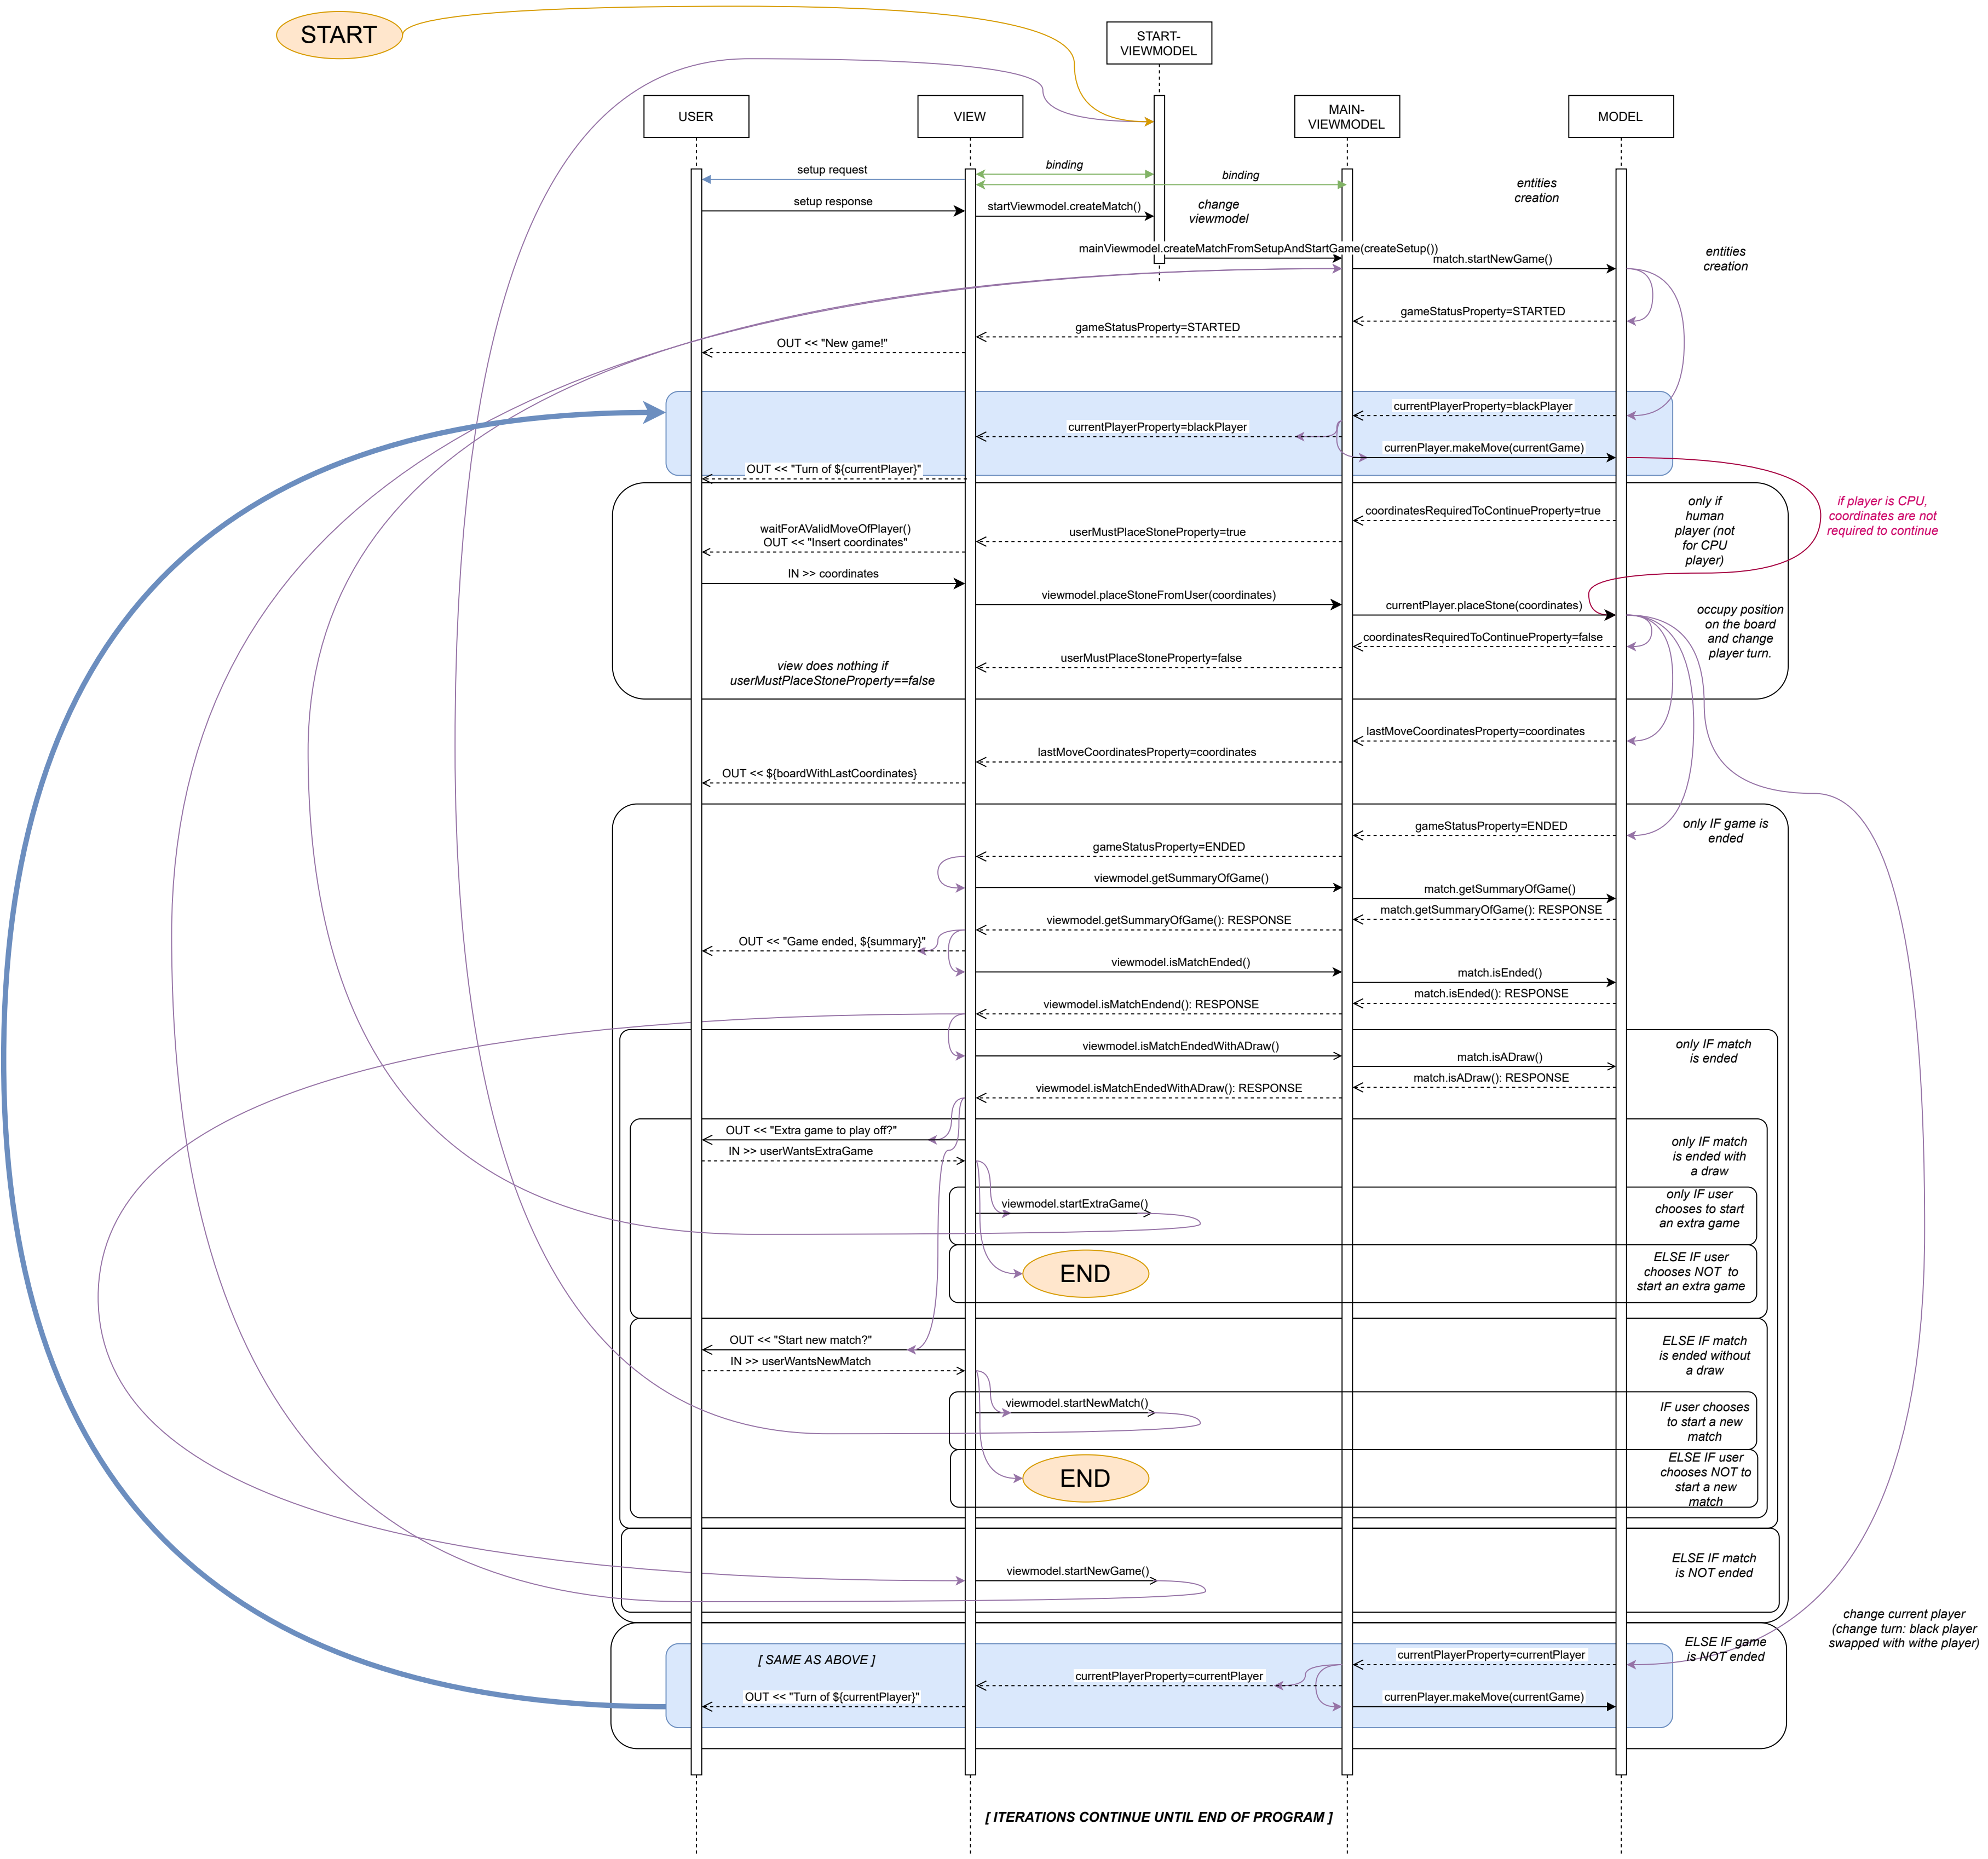 START
START-
VIEWMODEL
USER
VIEW
MAIN-
VIEWMODEL
MODEL
binding
setup request
binding
entities
creation
setup response
startViewmodel.createMatch()
change
viewmodel
mainViewmodel.createMatchFromSetupAndStartGame(createSetup())
match.startNewGame()
entities
creation
gameStatusProperty=STARTED
gameStatusProperty=STARTED
OUT << "New game!"
currentPlayerProperty=blackPlayer
currentPlayerProperty=blackPlayer
currenPlayer.makeMove(currentGame)
OUT << "Turn of ${currentPlayer}"
only if
human
player (not
for CPU
player)
if player is CPU,
coordinates are not
required to continue
coordinatesRequiredToContinueProperty=true
userMustPlaceStoneProperty=true
waitForAValidMoveOfPlayer()
OUT << "Insert coordinates"
IN >> coordinates
viewmodel.placeStoneFromUser(coordinates)
currentPlayer.placeStone(coordinates)
occupy position
on the board
and change
player turn.
coordinatesRequiredToContinueProperty=false
userMustPlaceStoneProperty=false
view does nothing if
userMustPlaceStoneProperty==false
lastMoveCoordinatesProperty=coordinates
lastMoveCoordinatesProperty=coordinates
OUT << ${boardWithLastCoordinates}
gameStatusProperty=ENDED
only IF game is
ended
gameStatusProperty=ENDED
viewmodel.getSummaryOfGame()
match.getSummaryOfGame()
match.getSummaryOfGame(): RESPONSE
viewmodel.getSummaryOfGame(): RESPONSE
OUT << "Game ended, ${summary}"
viewmodel.isMatchEnded()
match.isEnded()
match.isEnded(): RESPONSE
viewmodel.isMatchEndend(): RESPONSE
only IF match
is ended
viewmodel.isMatchEndedWithADraw()
match.isADraw()
match.isADraw(): RESPONSE
viewmodel.isMatchEndedWithADraw(): RESPONSE
OUT << "Extra game to play off?"
IN >> userWantsExtraGame
only IF match
is ended with
a draw
viewmodel.startExtraGame()
only IF user
chooses to start
an extra game
END
ELSE IF user
chooses NOT to
start an extra game
OUT << "Start new match?"
IN >> userWantsNewMatch
ELSE IF match
is ended without
a draw
viewmodel.startNewMatch()
IF user chooses
to start a new
match
END
ELSE IF user
chooses NOT to
start a new
match
viewmodel.startNewGame()
ELSE IF match
is NOT ended
change current player
(change turn: black player
swapped with withe player)
ELSE IF game
is NOT ended
[ SAME AS ABOVE ]
currentPlayerProperty=currentPlayer
currentPlayerProperty=currentPlayer
OUT << "Turn of ${currentPlayer}"
currenPlayer.makeMove(currentGame)
[ ITERATIONS CONTINUE UNTIL END OF PROGRAM ]